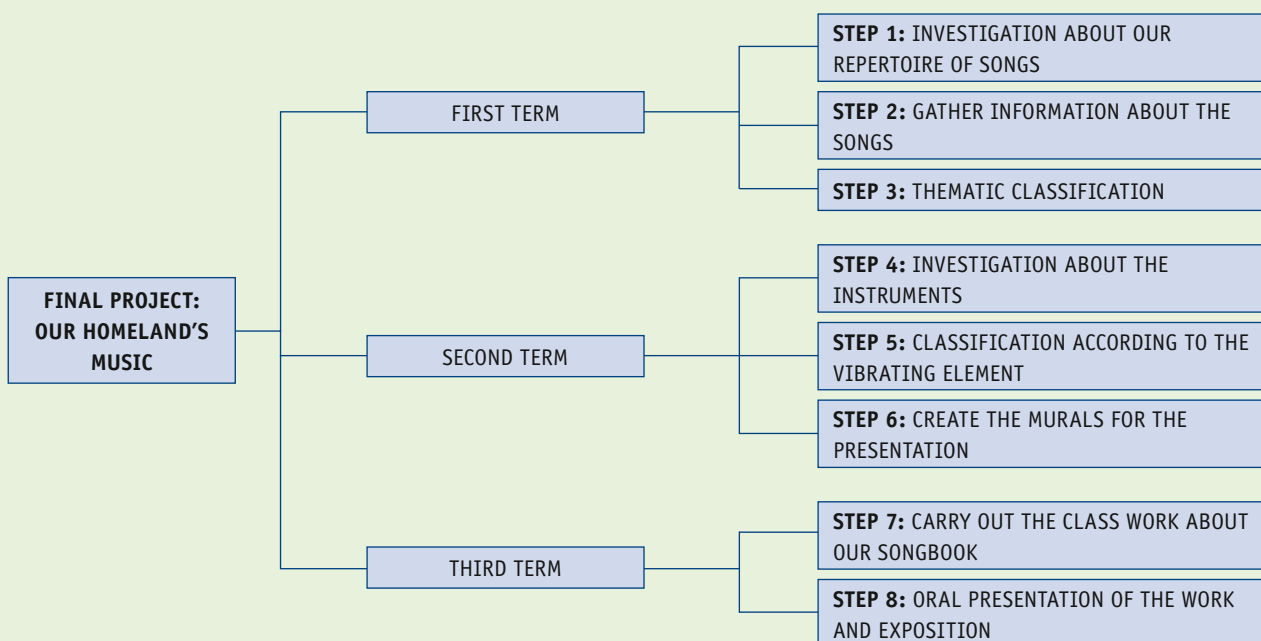 FINAL PROJECT:
OUR HOMELAND'S
MUSIC
FIRST TERM
STEP 1: INVESTIGATION ABOUT OUR
REPERTOIRE OF SONGS
STEP 2: GATHER INFORMATION ABOUT THE
SONGS
STEP 3: THEMATIC CLASSIFICATION
SECOND TERM
STEP 4: INVESTIGATION ABOUT THE
INSTRUMENTS
STEP 5: CLASSIFICATION ACCORDING TO THE
VIBRATING ELEMENT
STEP 6: CREATE THE MURALS FOR THE
PRESENTATION
THIRD TERM
STEP 7: CARRY OUT THE CLASS WORK ABOUT
OUR SONGBOOK
STEP 8: ORAL PRESENTATION OF THE WORK
AND EXPOSITION